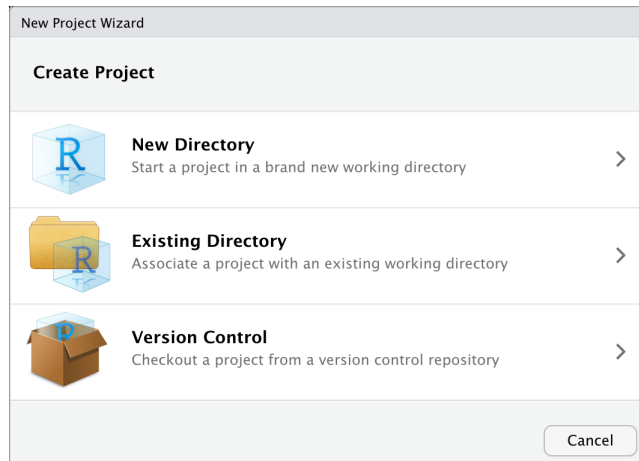 New Project Wizard
Create Project
R
New Directory
Start a project in a brand new working directory
R
Existing Directory
Associate a project with an existing working directory
R
Version Control
Checkout a project from a version control repository
Cancel